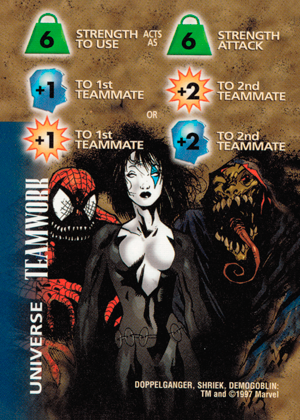 6 STRENGTH TO USE ACTS AS 6 STRENGTH ATTACK
+1 TO 1st TEAMMATE +2 TO 2nd TEAMMATE
OR
+1 TO 1st TEAMMATE +2 TO 2nd TEAMMATE
UNIVERSE TEAMWORK
DOPPELGANGER, SHRIEK, DEMOGOBLIN:
TM and ©1997 Marvel